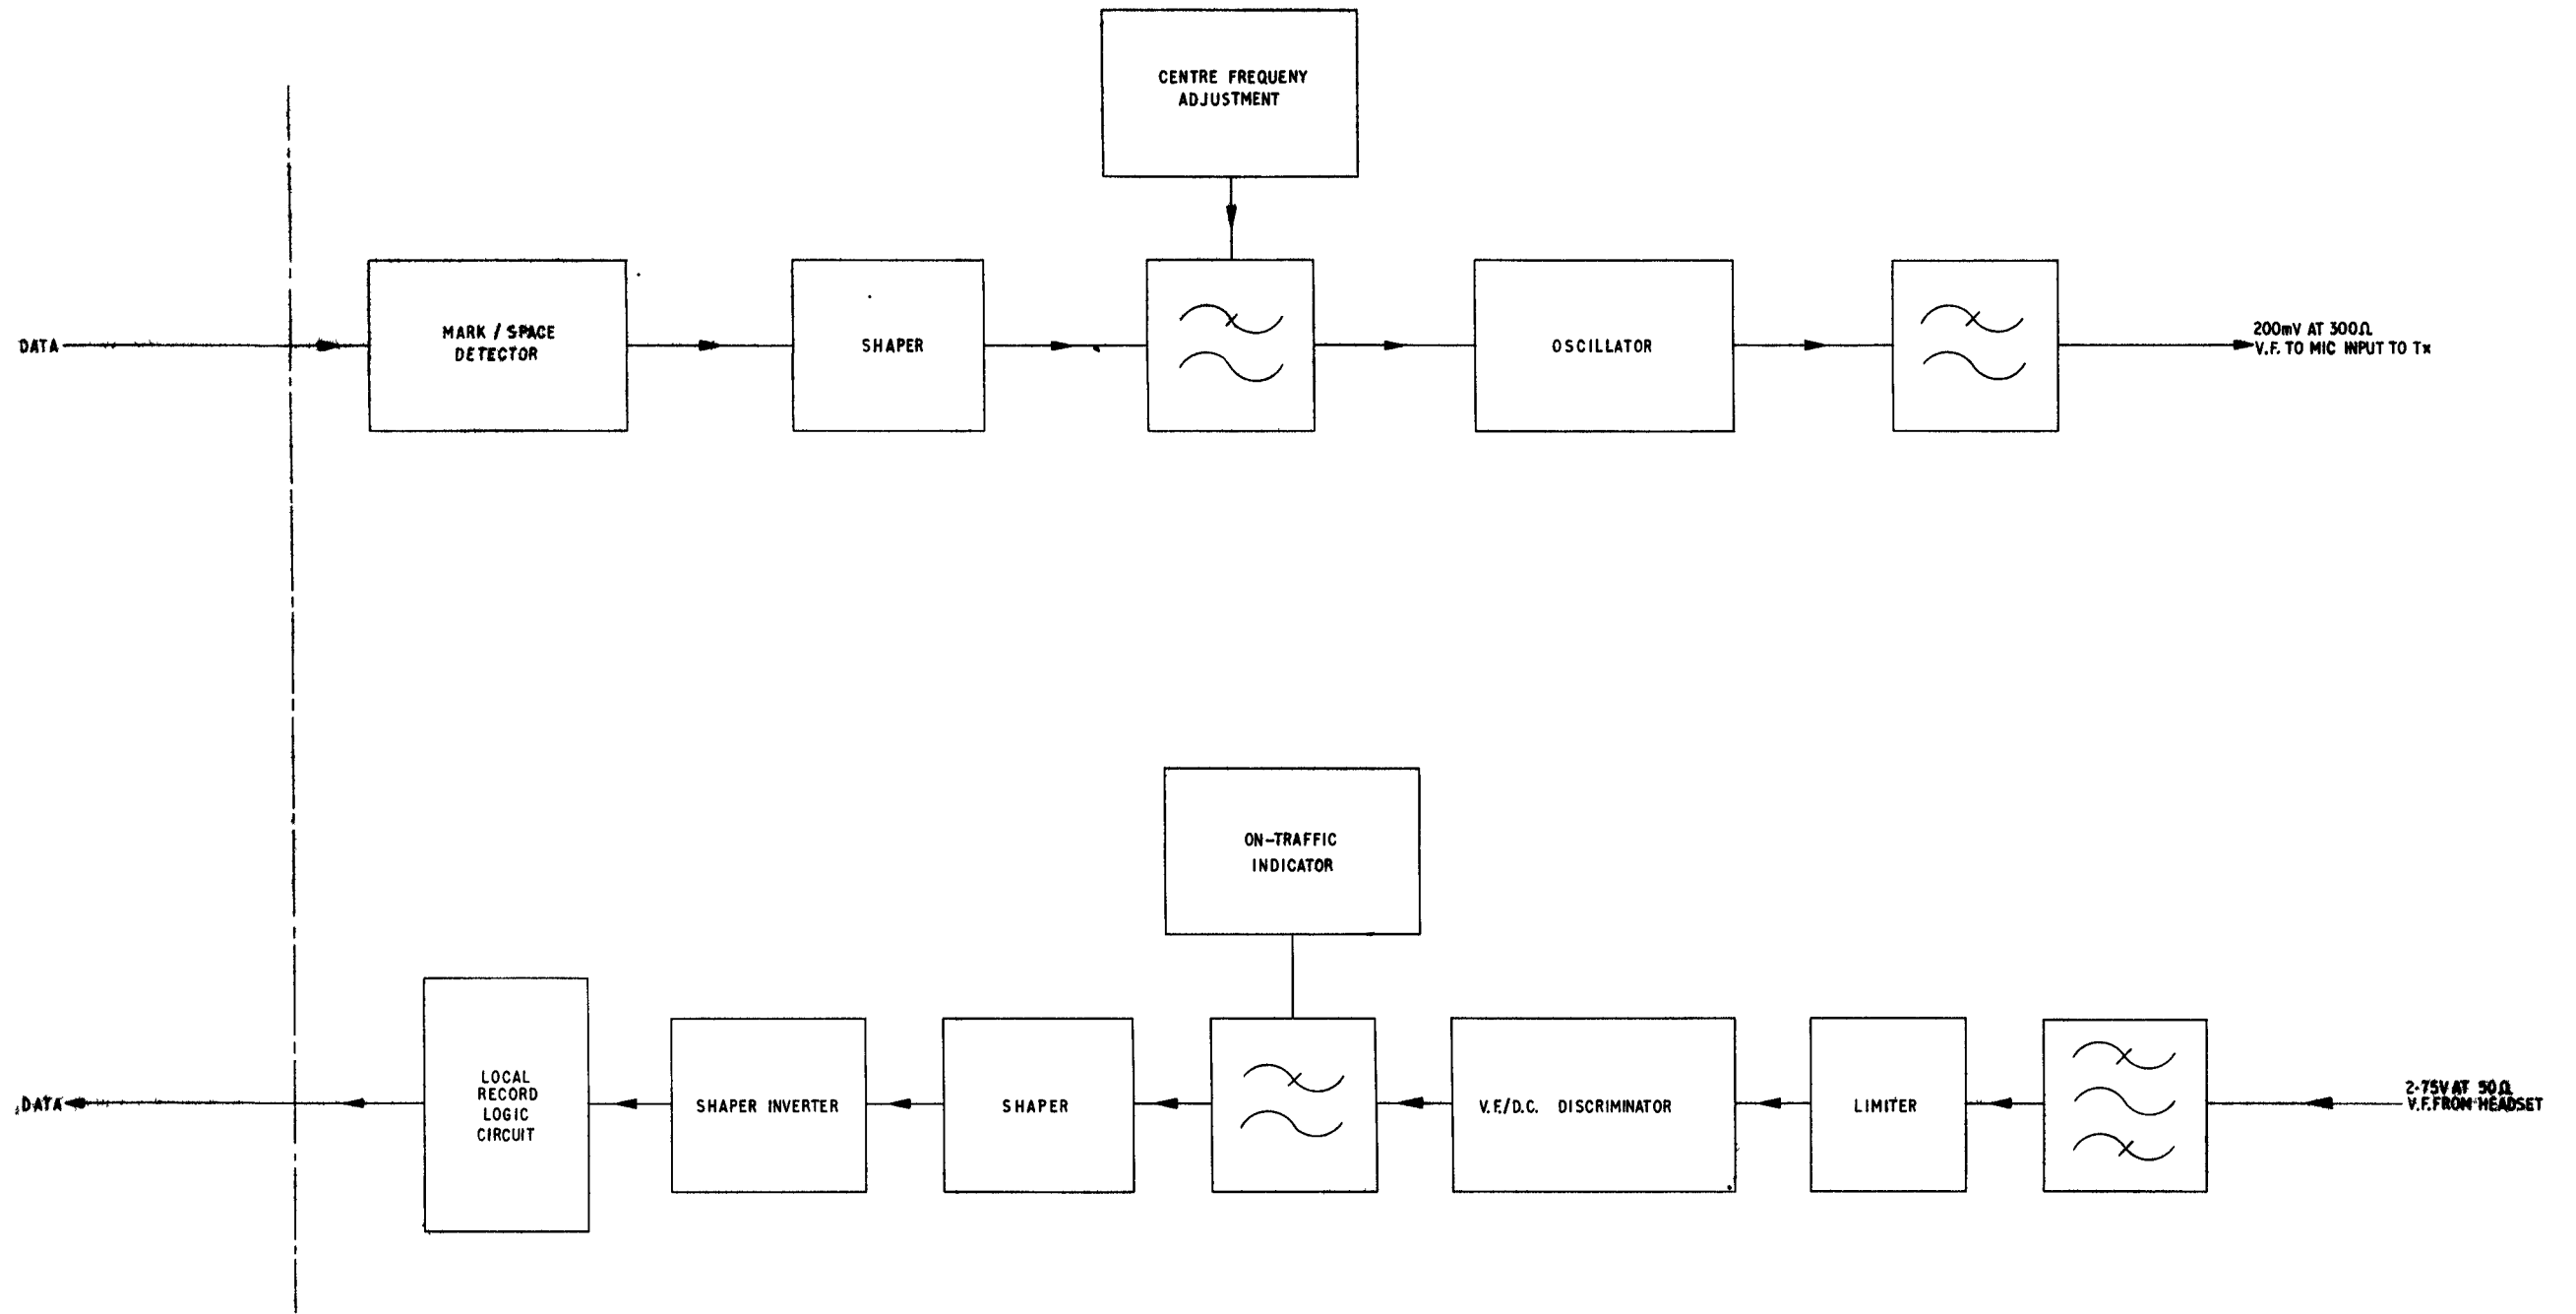 CENTRE FREQUENY
ADJUSTMENT
DATA
MARK / SPACE
DETECTOR
SHAPER
OSCILLATOR
200mV AT 300Ω
V.F. TO MIC INPUT TO Tx
ON-TRAFFIC
INDICATOR
DATA
LOCAL
RECORD
LOGIC
CIRCUIT
SHAPER INVERTER
SHAPER
V.F./D.C. DISCRIMINATOR
LIMITER
2·75V AT 50Ω
V.F. FROM HEADSET